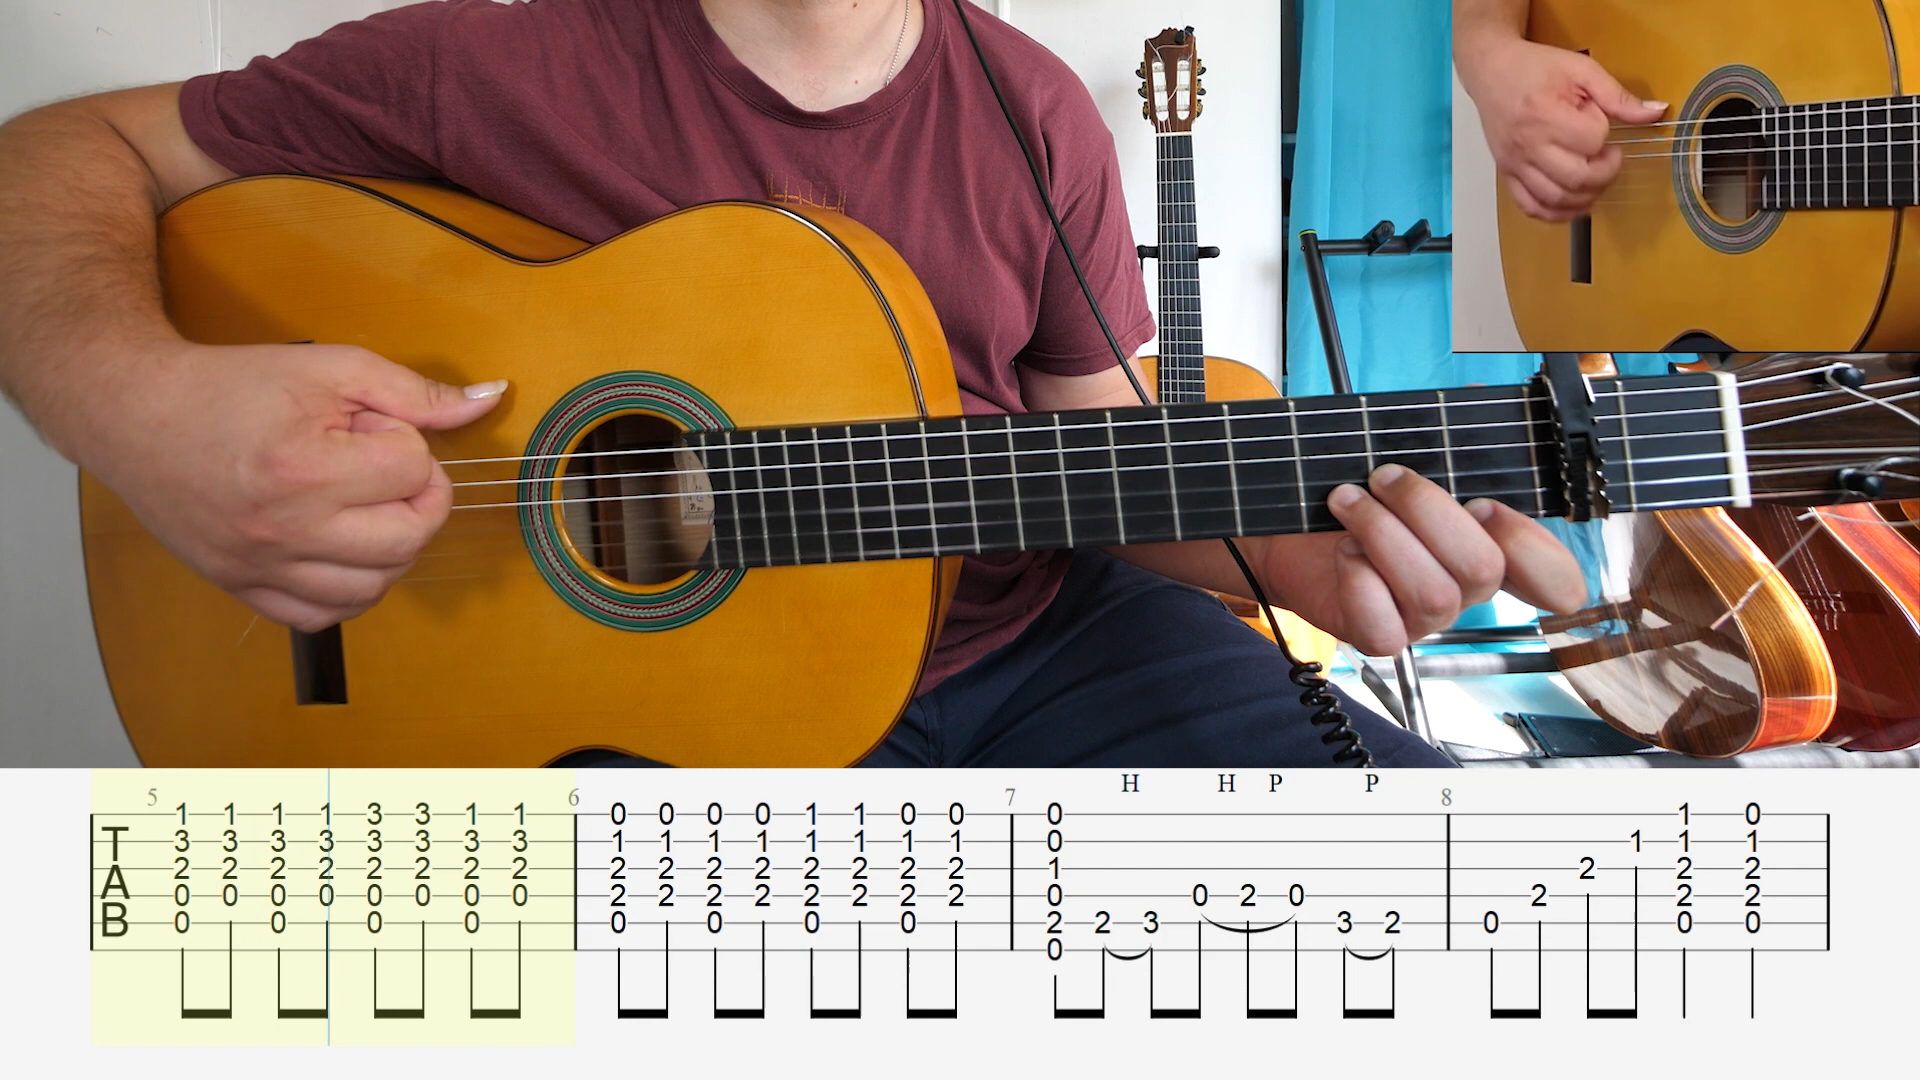 H H P P
5 6 7 8
1 1 1 1 3 3 1 1 0 0 0 0 1 1 0 0 0 1 0
T 3 3 3 3 3 3 3 3 1 1 1 1 1 1 1 1 0 1 1 1
A 2 2 2 2 2 2 2 2 2 2 2 2 2 2 2 2 1 2 2 2
0 0 0 0 0 0 0 0 2 2 2 2 2 2 2 2 0 0 2 0 2 2 2
B 0 0 0 0 0 0 0 0 2 2 3 3 2 0 0 0
0